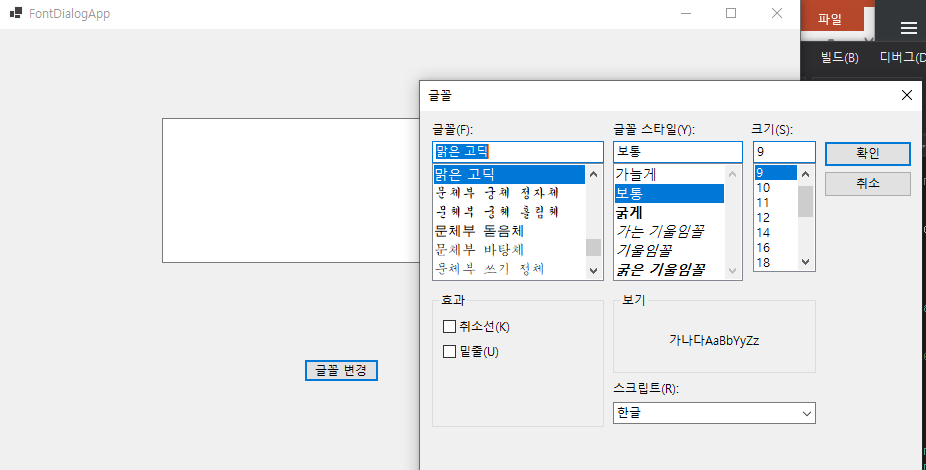 FontDialogApp
파일
빌드(B)
디버그(D
글꼴
글꼴(F):
글꼴 스타일(Y):
크기(S):
맑은 고딕
보통
9
확인
맑은 고딕
문체부 궁체 정자체
문체부 궁체 흘림체
문체부 돋음체
문체부 바탕체
문체부 쓰기 정체
가늘게
보통
굵게
가는 기울임꼴
기울임꼴
굵은 기울임꼴
9
10
11
12
14
16
18
취소
효과
취소선(K)
밑줄(U)
보기
가나다AaBbYyZz
스크립트(R):
한글
글꼴 변경